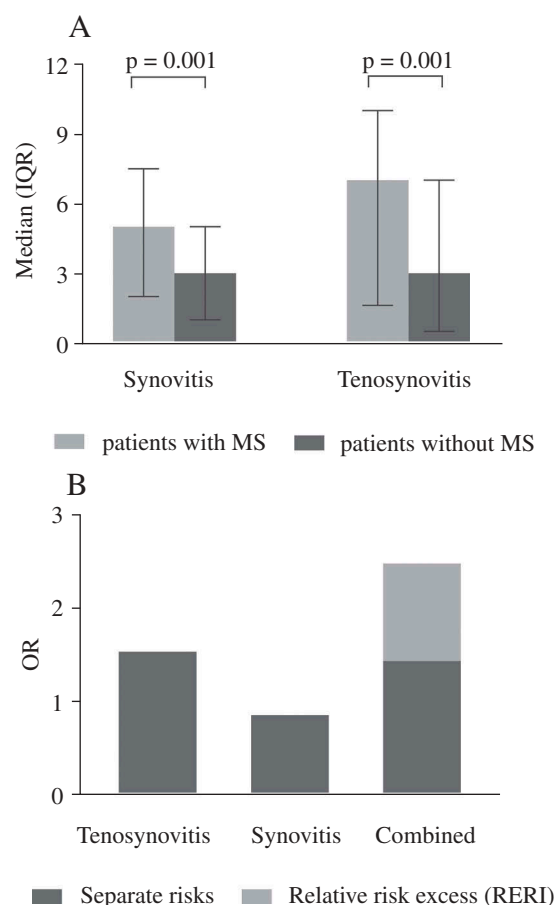 A
12
9
6
3
0
Median (IQR)
p = 0.001
p = 0.001
Synovitis
Tenosynovitis
patients with MS
patients without MS
B
3
2
1
0
OR
Tenosynovitis
Synovitis
Combined
Separate risks
Relative risk excess (RERI)